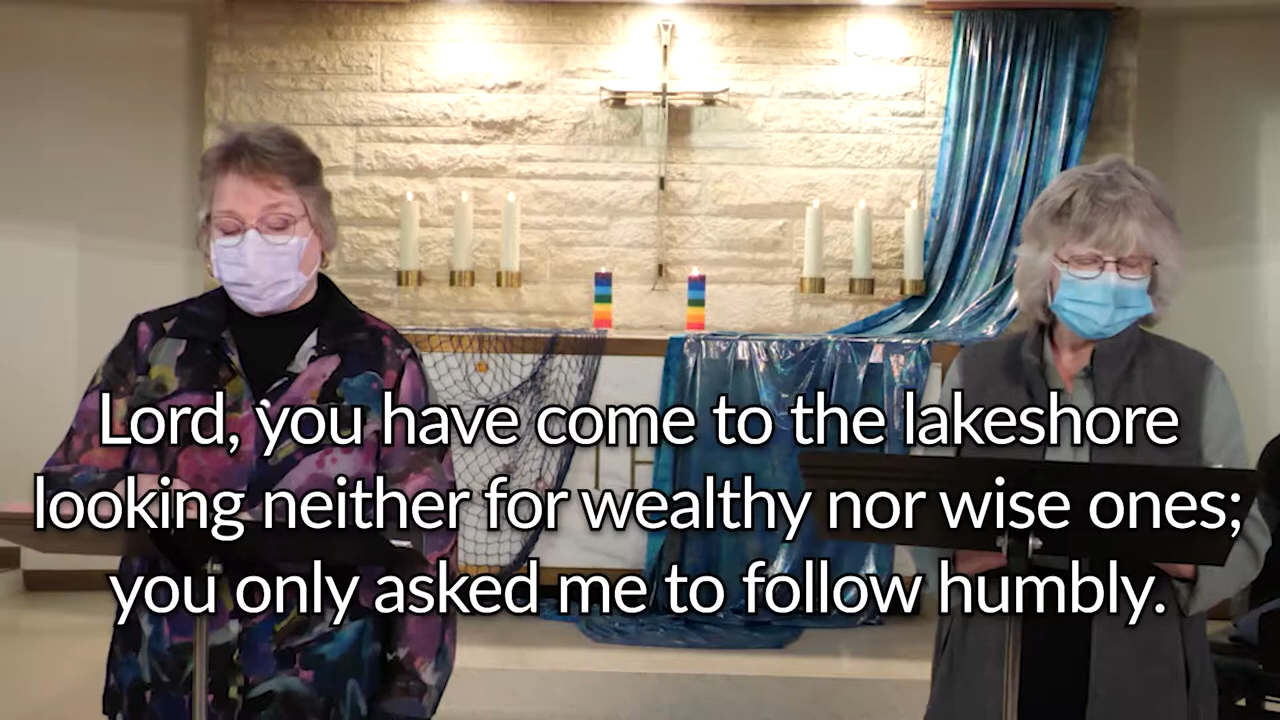 Lord, you have come to the lakeshore
looking neither for wealthy nor wise ones;
you only asked me to follow humbly.